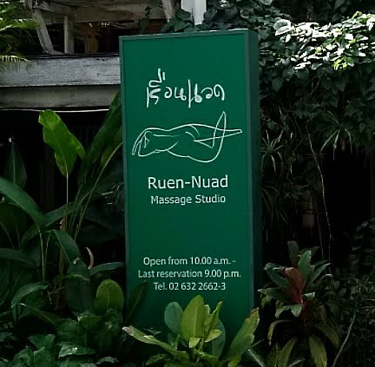 เรือนนวด
Ruen-Nuad
Massage Studio
Open from 10.00 a.m. -
Last reservation 9.00 p.m.
Tel. 02 632 2662-3